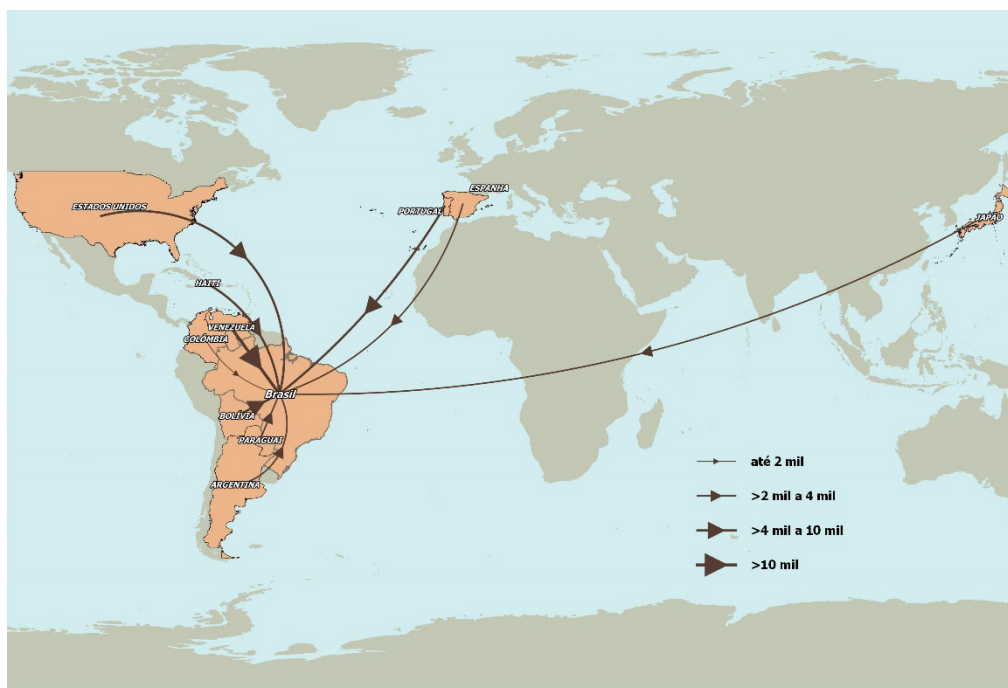 ESPANHA
ESTADOS UNIDOS
PORTUGAL
JAPÃO
HAITI
VENEZUELA
COLÔMBIA
Brasil
BOLÍVIA
PARAGUAI
ARGENTINA
até 2 mil
>2 mil a 4 mil
>4 mil a 10 mil
>10 mil